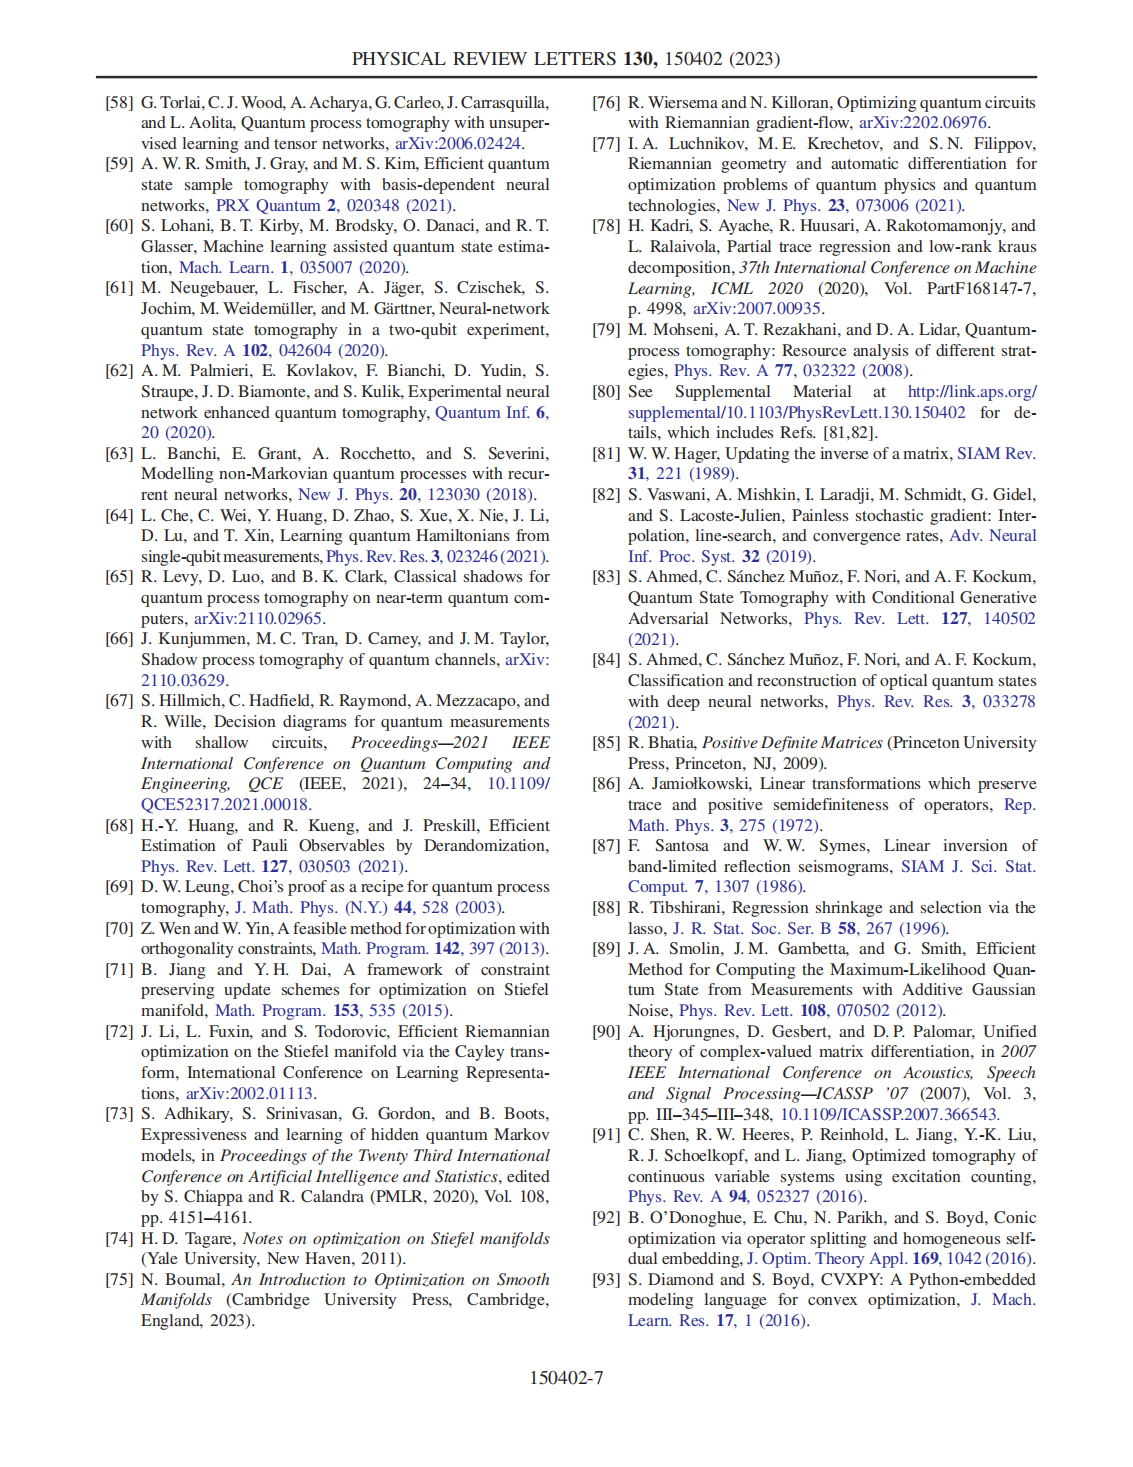 PHYSICAL REVIEW LETTERS 130, 150402 (2023)
[58] G. Torlai, C. J. Wood, A. Acharya, G. Carleo, J. Carrasquilla,
and L. Aolita, Quantum process tomography with unsuper-
vised learning and tensor networks, arXiv:2006.02424.
[59] A. W. R. Smith, J. Gray, and M. S. Kim, Efficient quantum
state sample tomography with basis-dependent neural
networks, PRX Quantum 2, 020348 (2021).
[60] S. Lohani, B. T. Kirby, M. Brodsky, O. Danaci, and R. T.
Glasser, Machine learning assisted quantum state estima-
tion, Mach. Learn. 1, 035007 (2020).
[61] M. Neugebauer, L. Fischer, A. Jäger, S. Czischek, S.
Jochim, M. Weidemüller, and M. Gärttner, Neural-network
quantum state tomography in a two-qubit experiment,
Phys. Rev. A 102, 042604 (2020).
[62] A. M. Palmieri, E. Kovlakov, F. Bianchi, D. Yudin, S.
Straupe, J. D. Biamonte, and S. Kulik, Experimental neural
network enhanced quantum tomography, Quantum Inf. 6,
20 (2020).
[63] L. Banchi, E. Grant, A. Rocchetto, and S. Severini,
Modelling non-Markovian quantum processes with recur-
rent neural networks, New J. Phys. 20, 123030 (2018).
[64] L. Che, C. Wei, Y. Huang, D. Zhao, S. Xue, X. Nie, J. Li,
D. Lu, and T. Xin, Learning quantum Hamiltonians from
single-qubit measurements, Phys. Rev. Res. 3, 023246 (2021).
[65] R. Levy, D. Luo, and B. K. Clark, Classical shadows for
quantum process tomography on near-term quantum com-
puters, arXiv:2110.02965.
[66] J. Kunjummen, M. C. Tran, D. Carney, and J. M. Taylor,
Shadow process tomography of quantum channels, arXiv:
2110.03629.
[67] S. Hillmich, C. Hadfield, R. Raymond, A. Mezzacapo, and
R. Wille, Decision diagrams for quantum measurements
with shallow circuits, Proceedings—2021 IEEE
International Conference on Quantum Computing and
Engineering, QCE (IEEE, 2021), 24–34, 10.1109/
QCE52317.2021.00018.
[68] H.-Y. Huang, and R. Kueng, and J. Preskill, Efficient
Estimation of Pauli Observables by Derandomization,
Phys. Rev. Lett. 127, 030503 (2021).
[69] D. W. Leung, Choi's proof as a recipe for quantum process
tomography, J. Math. Phys. (N.Y.) 44, 528 (2003).
[70] Z. Wen and W. Yin, A feasible method for optimization with
orthogonality constraints, Math. Program. 142, 397 (2013).
[71] B. Jiang and Y. H. Dai, A framework of constraint
preserving update schemes for optimization on Stiefel
manifold, Math. Program. 153, 535 (2015).
[72] J. Li, L. Fuxin, and S. Todorovic, Efficient Riemannian
optimization on the Stiefel manifold via the Cayley trans-
form, International Conference on Learning Representa-
tions, arXiv:2002.01113.
[73] S. Adhikary, S. Srinivasan, G. Gordon, and B. Boots,
Expressiveness and learning of hidden quantum Markov
models, in Proceedings of the Twenty Third International
Conference on Artificial Intelligence and Statistics, edited
by S. Chiappa and R. Calandra (PMLR, 2020), Vol. 108,
pp. 4151–4161.
[74] H. D. Tagare, Notes on optimization on Stiefel manifolds
(Yale University, New Haven, 2011).
[75] N. Boumal, An Introduction to Optimization on Smooth
Manifolds (Cambridge University Press, Cambridge,
England, 2023).
[76] R. Wiersema and N. Killoran, Optimizing quantum circuits
with Riemannian gradient-flow, arXiv:2202.06976.
[77] I. A. Luchnikov, M. E. Krechetov, and S. N. Filippov,
Riemannian geometry and automatic differentiation for
optimization problems of quantum physics and quantum
technologies, New J. Phys. 23, 073006 (2021).
[78] H. Kadri, S. Ayache, R. Huusari, A. Rakotomamonjy, and
L. Ralaivola, Partial trace regression and low-rank kraus
decomposition, 37th International Conference on Machine
Learning, ICML 2020 (2020), Vol. PartF168147-7,
p. 4998, arXiv:2007.00935.
[79] M. Mohseni, A. T. Rezakhani, and D. A. Lidar, Quantum-
process tomography: Resource analysis of different strat-
egies, Phys. Rev. A 77, 032322 (2008).
[80] See Supplemental Material at http://link.aps.org/
supplemental/10.1103/PhysRevLett.130.150402 for de-
tails, which includes Refs. [81,82].
[81] W. W. Hager, Updating the inverse of a matrix, SIAM Rev.
31, 221 (1989).
[82] S. Vaswani, A. Mishkin, I. Laradji, M. Schmidt, G. Gidel,
and S. Lacoste-Julien, Painless stochastic gradient: Inter-
polation, line-search, and convergence rates, Adv. Neural
Inf. Proc. Syst. 32 (2019).
[83] S. Ahmed, C. Sánchez Muñoz, F. Nori, and A. F. Kockum,
Quantum State Tomography with Conditional Generative
Adversarial Networks, Phys. Rev. Lett. 127, 140502
(2021).
[84] S. Ahmed, C. Sánchez Muñoz, F. Nori, and A. F. Kockum,
Classification and reconstruction of optical quantum states
with deep neural networks, Phys. Rev. Res. 3, 033278
(2021).
[85] R. Bhatia, Positive Definite Matrices (Princeton University
Press, Princeton, NJ, 2009).
[86] A. Jamiołkowski, Linear transformations which preserve
trace and positive semidefiniteness of operators, Rep.
Math. Phys. 3, 275 (1972).
[87] F. Santosa and W. W. Symes, Linear inversion of
band-limited reflection seismograms, SIAM J. Sci. Stat.
Comput. 7, 1307 (1986).
[88] R. Tibshirani, Regression shrinkage and selection via the
lasso, J. R. Stat. Soc. Ser. B 58, 267 (1996).
[89] J. A. Smolin, J. M. Gambetta, and G. Smith, Efficient
Method for Computing the Maximum-Likelihood Quan-
tum State from Measurements with Additive Gaussian
Noise, Phys. Rev. Lett. 108, 070502 (2012).
[90] A. Hjorungnes, D. Gesbert, and D. P. Palomar, Unified
theory of complex-valued matrix differentiation, in 2007
IEEE International Conference on Acoustics, Speech
and Signal Processing—ICASSP '07 (2007), Vol. 3,
pp. III–345–III–348, 10.1109/ICASSP.2007.366543.
[91] C. Shen, R. W. Heeres, P. Reinhold, L. Jiang, Y.-K. Liu,
R. J. Schoelkopf, and L. Jiang, Optimized tomography of
continuous variable systems using excitation counting,
Phys. Rev. A 94, 052327 (2016).
[92] B. O'Donoghue, E. Chu, N. Parikh, and S. Boyd, Conic
optimization via operator splitting and homogeneous self-
dual embedding, J. Optim. Theory Appl. 169, 1042 (2016).
[93] S. Diamond and S. Boyd, CVXPY: A Python-embedded
modeling language for convex optimization, J. Mach.
Learn. Res. 17, 1 (2016).
150402-7